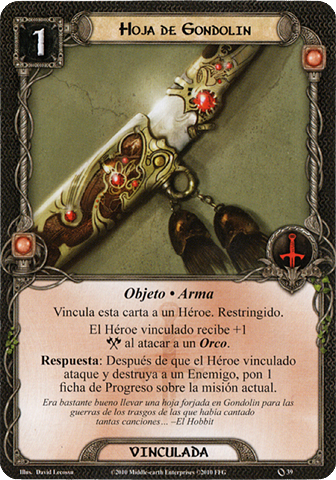 1
Hoja de Gondolin
Objeto • Arma
Vincula esta carta a un Héroe. Restringido.
El Héroe vinculado recibe +1
al atacar a un Orco.
Respuesta: Después de que el Héroe vinculado
ataque y destruya a un Enemigo, pon 1
ficha de Progreso sobre la misión actual.
Era bastante bueno llevar una hoja forjada en Gondolin para las
guerras de los trasgos de las que había cantado
tantas canciones... –El Hobbit
Illus. David Lecossu ©2010 Middle-earth Enterprises ©2010 FFG 39
VINCULADA